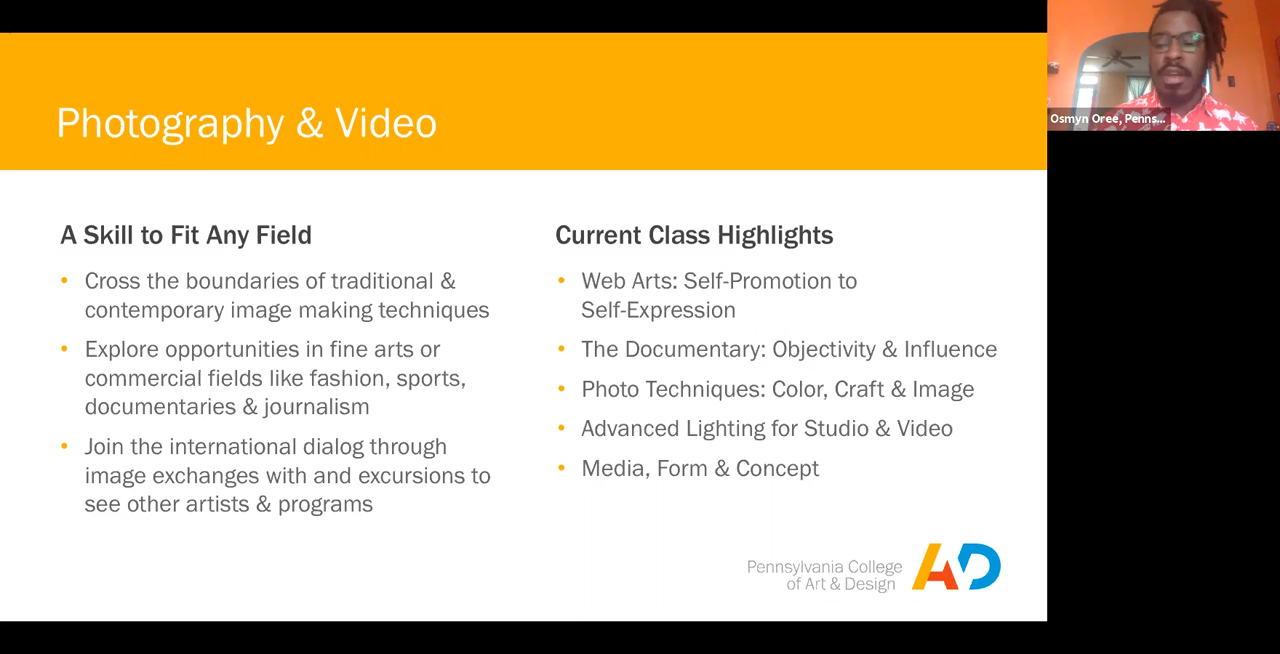 Photography & Video
A Skill to Fit Any Field
• Cross the boundaries of traditional &
contemporary image making techniques
• Explore opportunities in fine arts or
commercial fields like fashion, sports,
documentaries & journalism
• Join the international dialog through
image exchanges with and excursions to
see other artists & programs
Current Class Highlights
• Web Arts: Self-Promotion to
Self-Expression
• The Documentary: Objectivity & Influence
• Photo Techniques: Color, Craft & Image
• Advanced Lighting for Studio & Video
• Media, Form & Concept
Pennsylvania College
of Art & Design
AD
Osmyn Oree, Penns...